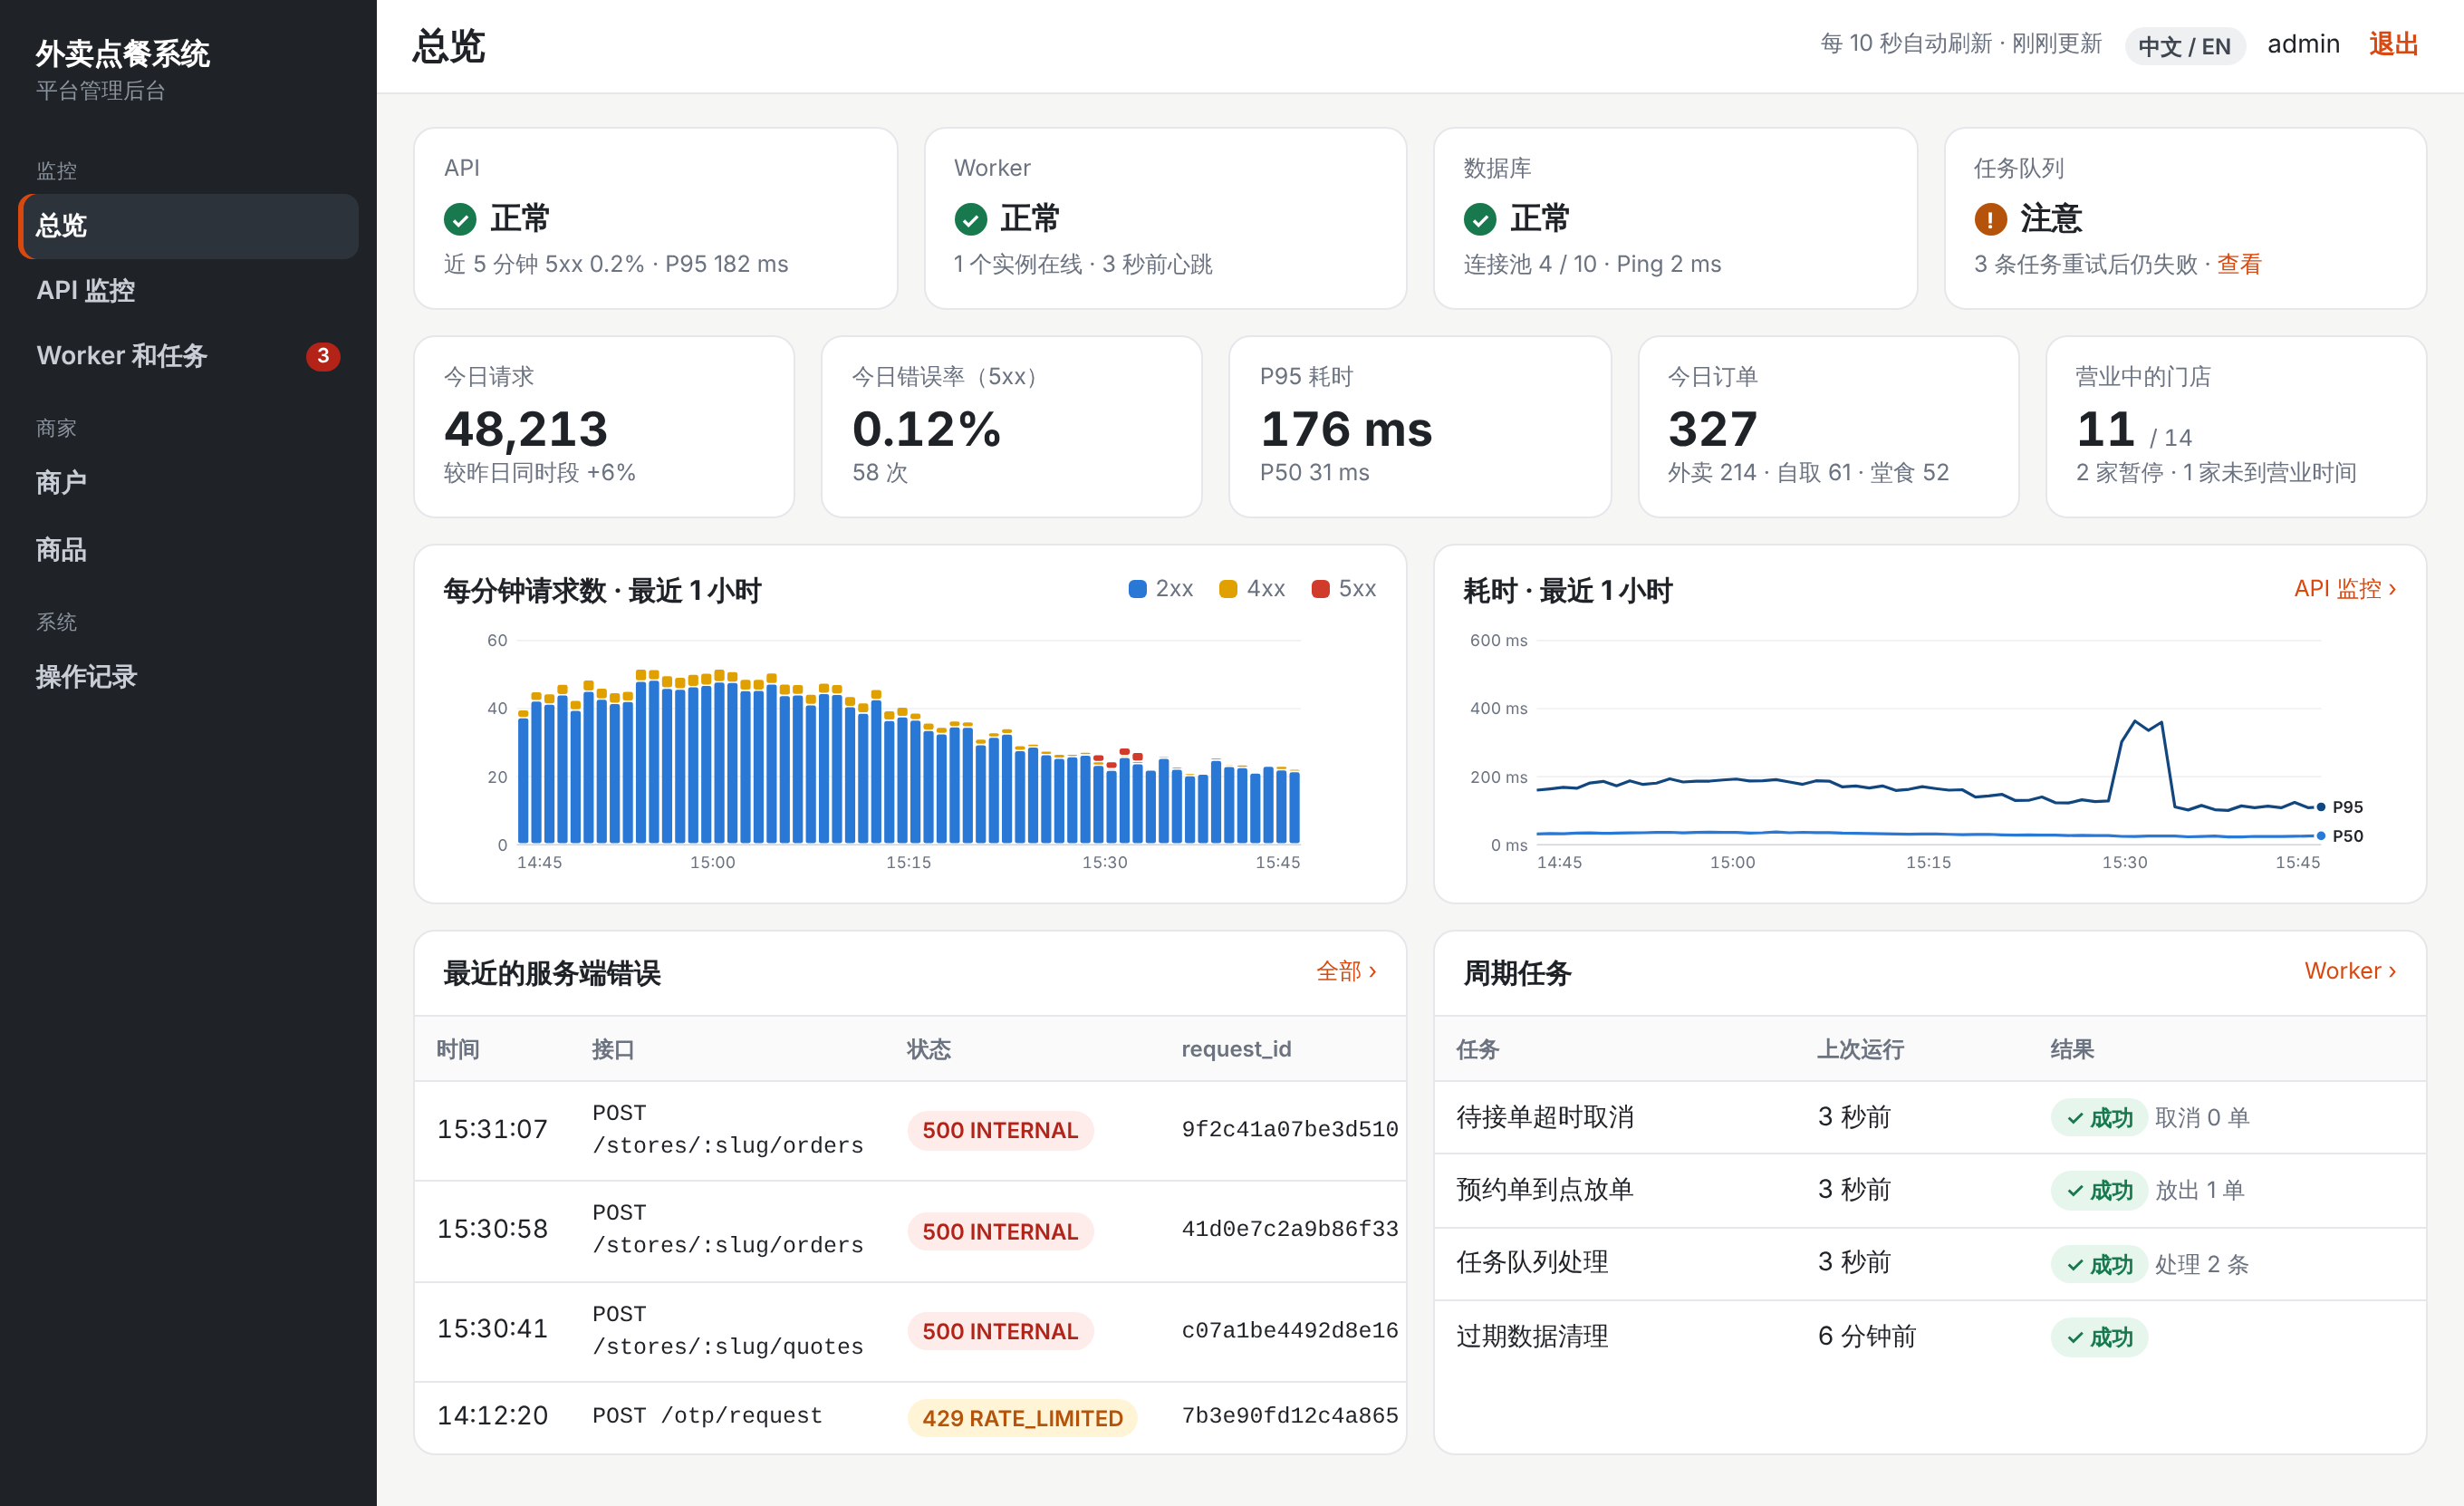 外卖点餐系统
平台管理后台
监控
总览
API 监控
Worker 和任务 3
商家
商户
商品
系统
操作记录
总览
每 10 秒自动刷新 · 刚刚更新 中文 / EN admin 退出
API
正常
近 5 分钟 5xx 0.2% · P95 182 ms
Worker
正常
1 个实例在线 · 3 秒前心跳
数据库
正常
连接池 4 / 10 · Ping 2 ms
任务队列
! 注意
3 条任务重试后仍失败 · 查看
今日请求
48,213
较昨日同时段 +6%
今日错误率（5xx）
0.12%
58 次
P95 耗时
176 ms
P50 31 ms
今日订单
327
外卖 214 · 自取 61 · 堂食 52
营业中的门店
11 / 14
2 家暂停 · 1 家未到营业时间
每分钟请求数 · 最近 1 小时
2xx 4xx 5xx
60
40
20
0
14:45 15:00 15:15 15:30 15:45
耗时 · 最近 1 小时
API 监控 ›
600 ms
400 ms
200 ms
0 ms
P95
P50
14:45 15:00 15:15 15:30 15:45
最近的服务端错误 全部 ›
时间 接口 状态 request_id
15:31:07 POST /stores/:slug/orders 500 INTERNAL 9f2c41a07be3d510
15:30:58 POST /stores/:slug/orders 500 INTERNAL 41d0e7c2a9b86f33
15:30:41 POST /stores/:slug/quotes 500 INTERNAL c07a1be4492d8e16
14:12:20 POST /otp/request 429 RATE_LIMITED 7b3e90fd12c4a865
周期任务 Worker ›
任务 上次运行 结果
待接单超时取消 3 秒前 ✓ 成功 取消 0 单
预约单到点放单 3 秒前 ✓ 成功 放出 1 单
任务队列处理 3 秒前 ✓ 成功 处理 2 条
过期数据清理 6 分钟前 ✓ 成功